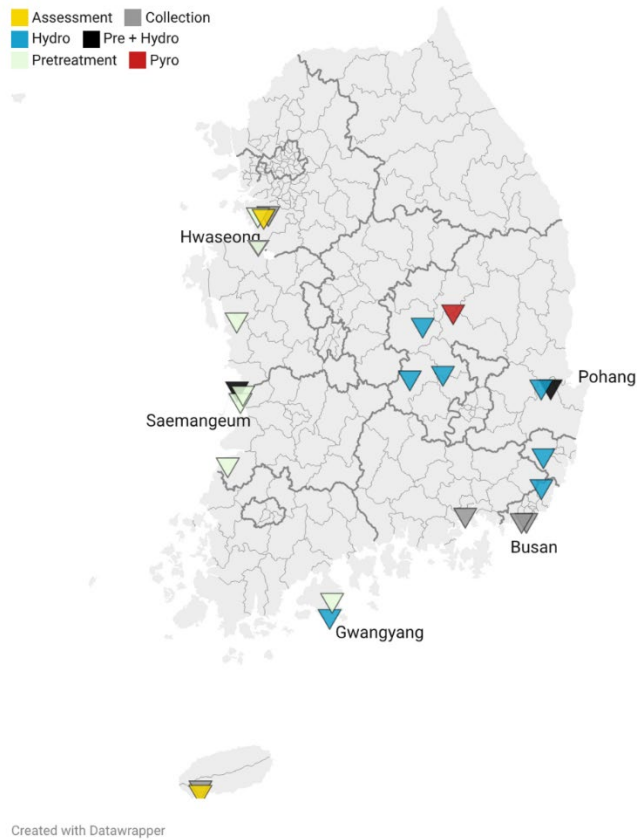 Assessment Collection
Hydro Pre + Hydro
Pretreatment Pyro
Hwaseong
Pohang
Saemangeum
Busan
Gwangyang
Created with Datawrapper